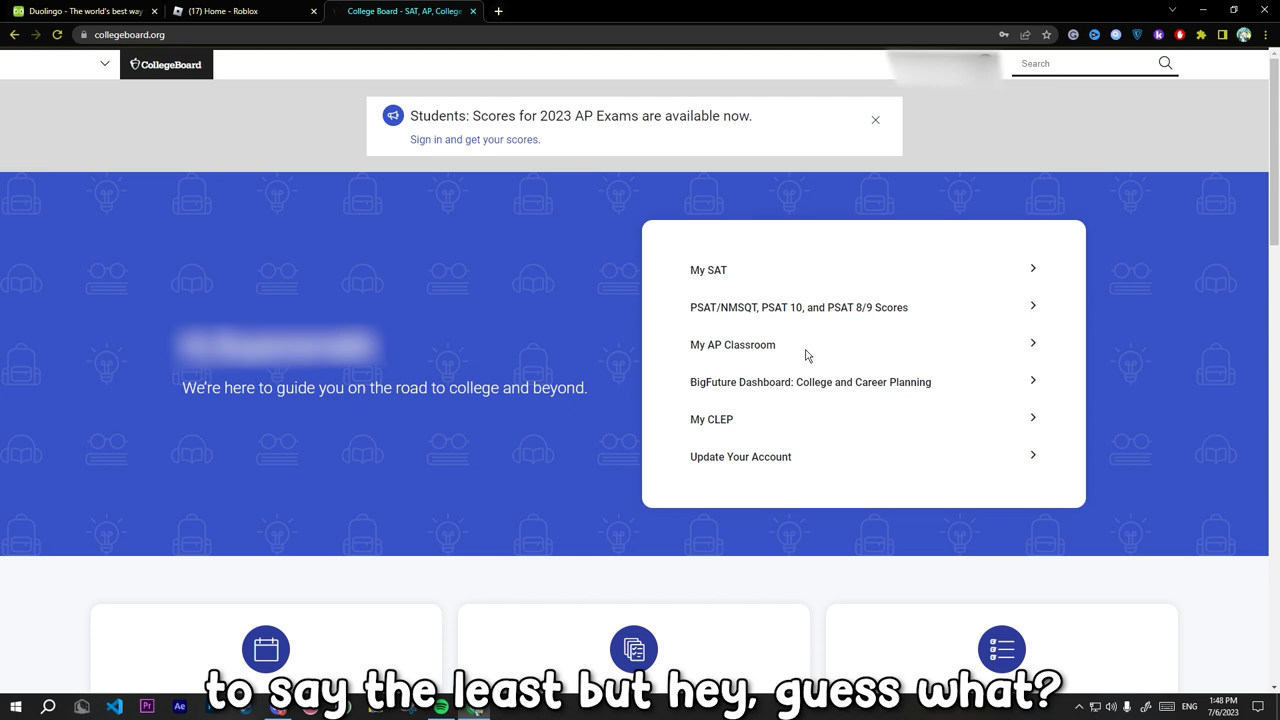 Duolingo - The world's best way
(17) Home - Roblox
College Board - SAT, AP, College
collegeboard.org
CollegeBoard
Search
Students: Scores for 2023 AP Exams are available now.
Sign in and get your scores.
My SAT
PSAT/NMSQT, PSAT 10, and PSAT 8/9 Scores
My AP Classroom
We're here to guide you on the road to college and beyond.
BigFuture Dashboard: College and Career Planning
My CLEP
Update Your Account
to say the least but hey, guess what?
Pr
Ae
ENG
1:48 PM
7/6/2023